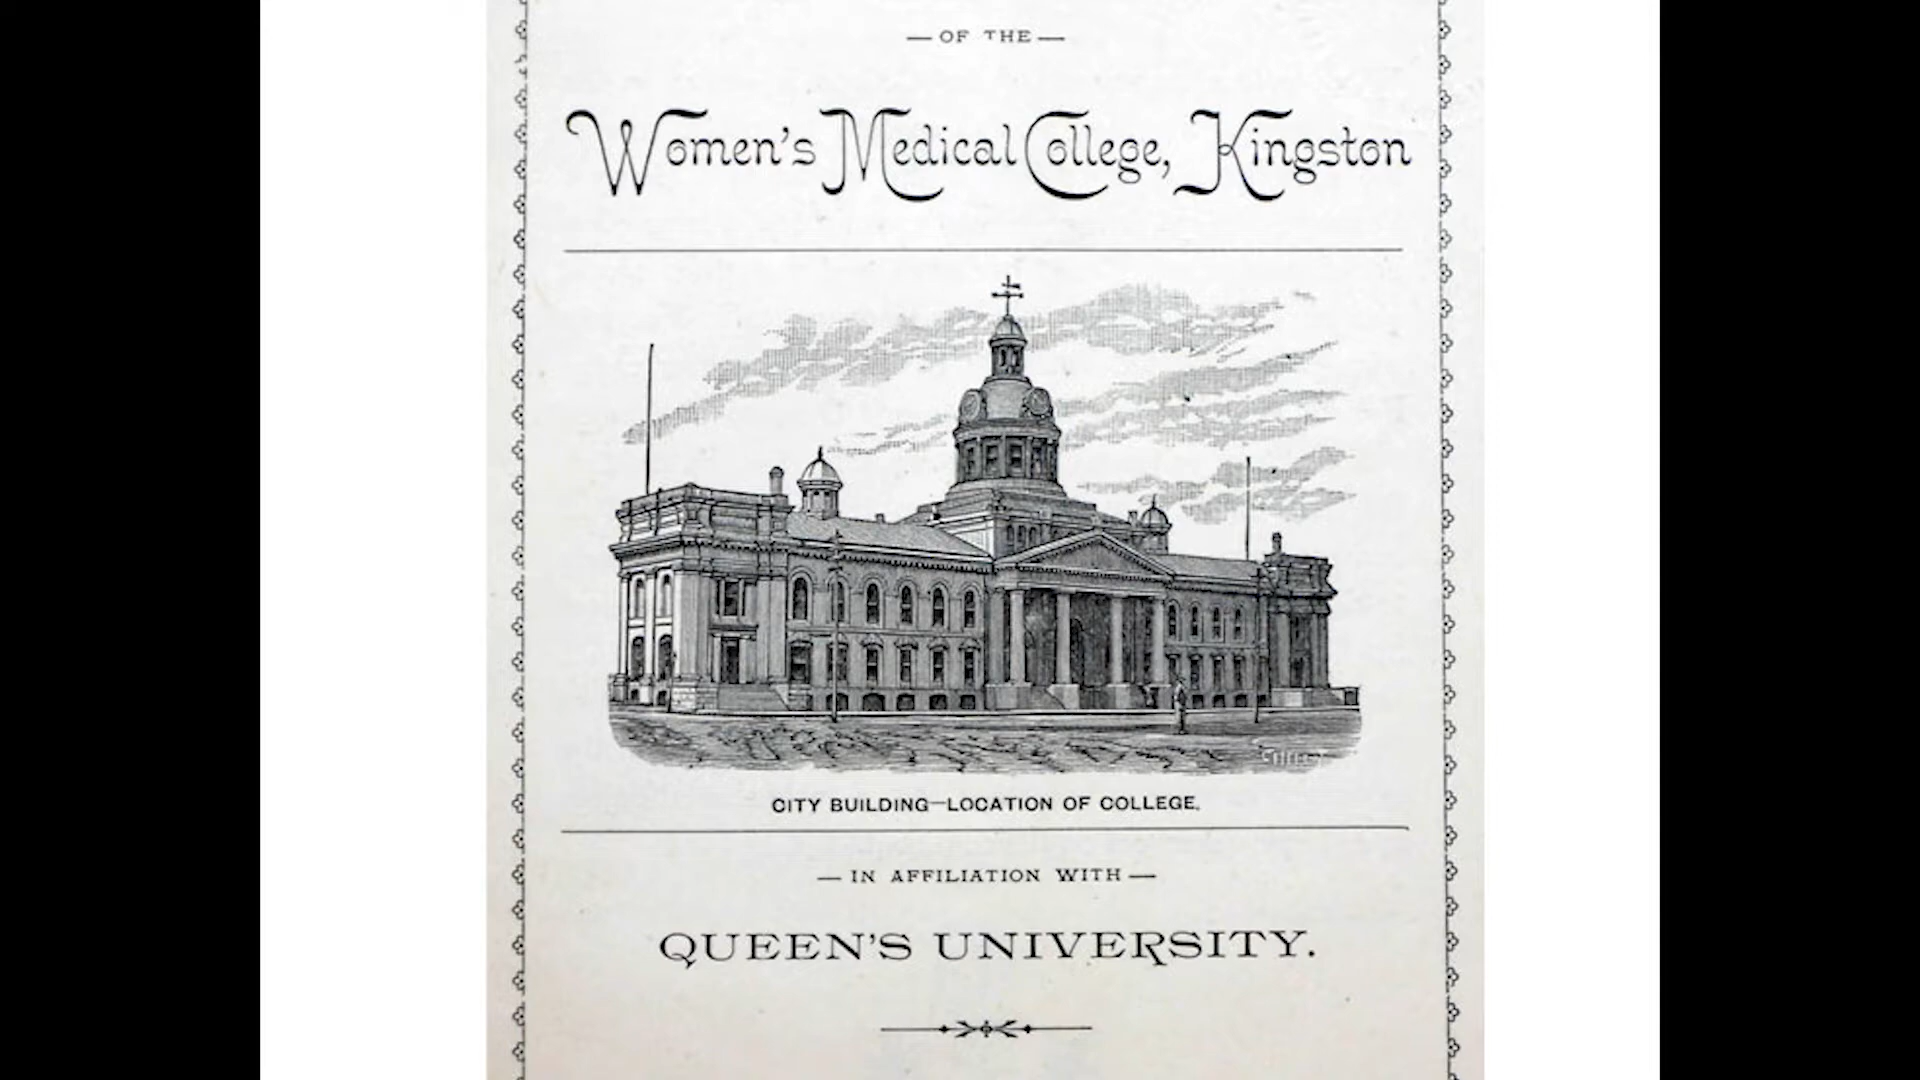 — OF THE —
Women's Medical College, Kingston
CITY BUILDING—LOCATION OF COLLEGE.
— IN AFFILIATION WITH —
QUEEN'S UNIVERSITY.